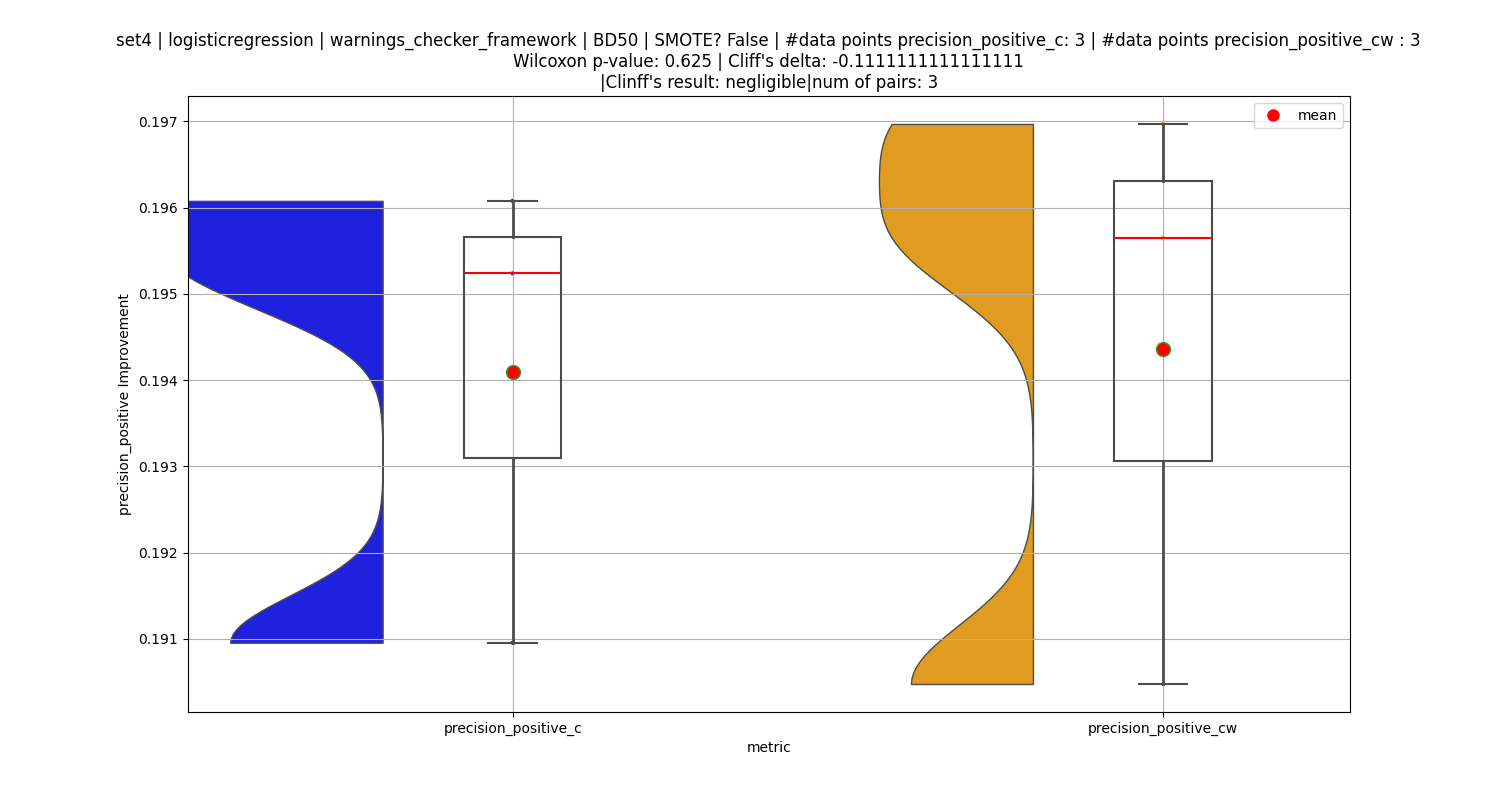 set4 | logisticregression | warnings_checker_framework | BD50 | SMOTE? False | #data points precision_positive_c: 3 | #data points precision_positive_cw : 3
Wilcoxon p-value: 0.625 | Cliff's delta: -0.1111111111111111
|Clinff's result: negligible|num of pairs: 3
mean
0.197
0.196
0.195
0.194
0.193
0.192
0.191
precision_positive Improvement
precision_positive_c
precision_positive_cw
metric